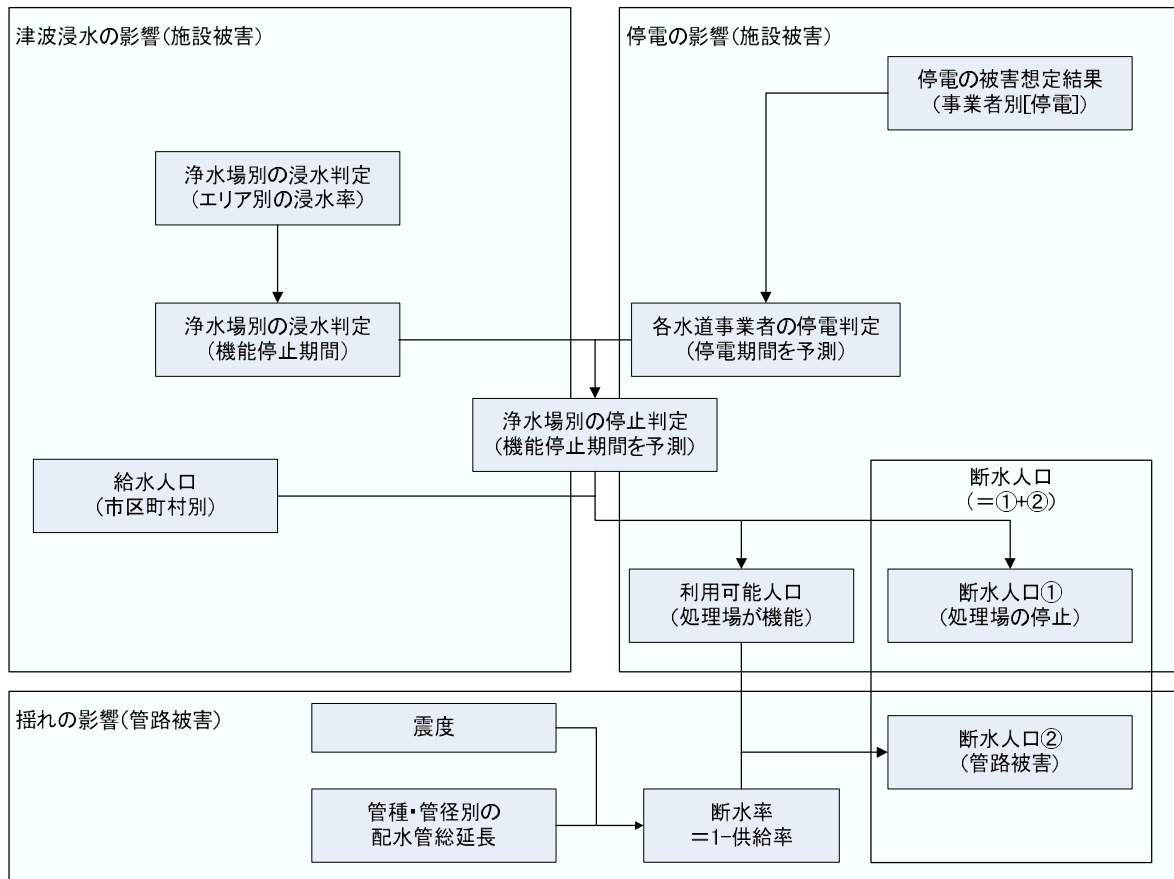 津波浸水の影響(施設被害)
停電の影響(施設被害)
停電の被害想定結果
(事業者別[停電])
浄水場別の浸水判定
(エリア別の浸水率)
浄水場別の浸水判定
(機能停止期間)
各水道事業者の停電判定
(停電期間を予測)
浄水場別の停止判定
(機能停止期間を予測)
給水人口
(市区町村別)
断水人口
(=①+②)
利用可能人口
(処理場が機能)
断水人口①
(処理場の停止)
揺れの影響(管路被害)
震度
断水人口②
(管路被害)
管種・管径別の
配水管総延長
断水率
=1-供給率